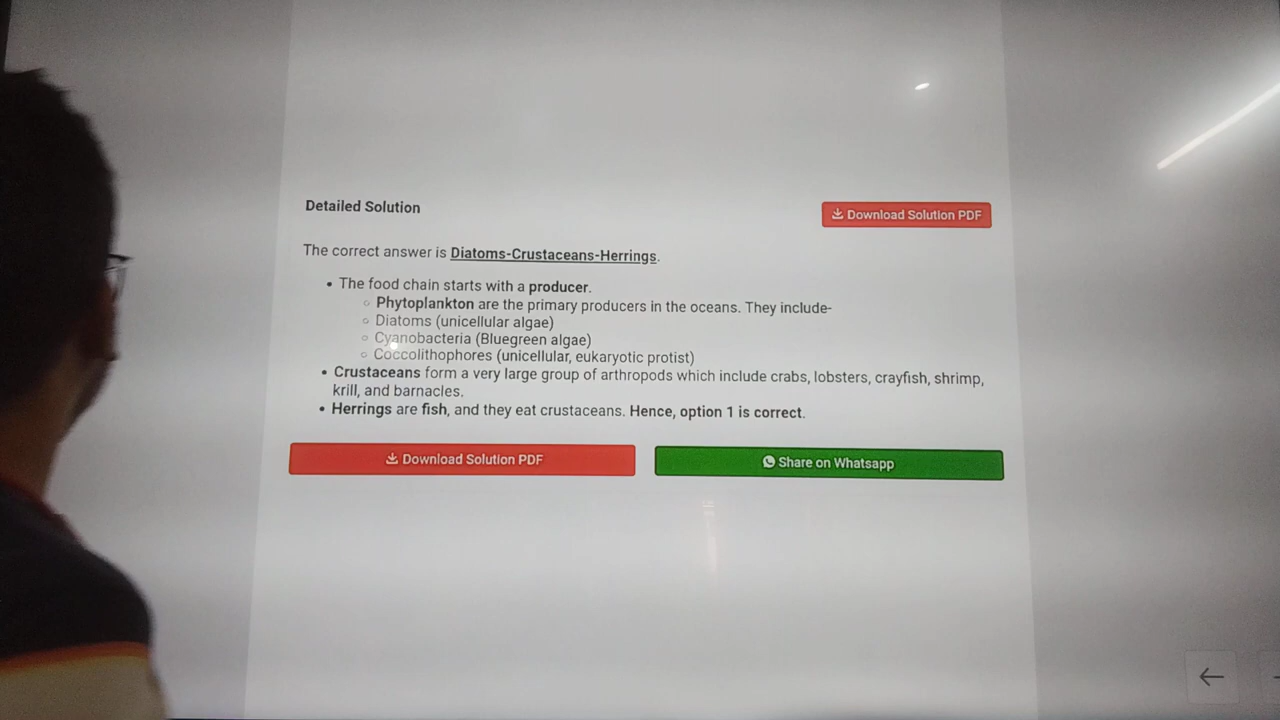 Detailed Solution
Download Solution PDF
The correct answer is Diatoms-Crustaceans-Herrings.
• The food chain starts with a producer.
○ Phytoplankton are the primary producers in the oceans. They include-
○ Diatoms (unicellular algae)
○ Cyanobacteria (Bluegreen algae)
○ Coccolithophores (unicellular, eukaryotic protist)
• Crustaceans form a very large group of arthropods which include crabs, lobsters, crayfish, shrimp,
krill, and barnacles.
• Herrings are fish, and they eat crustaceans. Hence, option 1 is correct.
Download Solution PDF
Share on Whatsapp